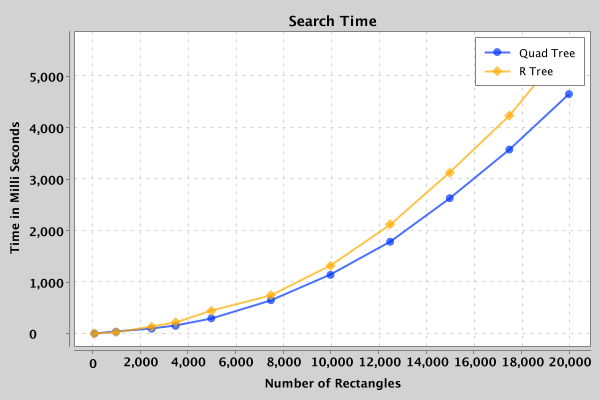 Search Time
Quad Tree
R Tree
Time in Milli Seconds
5,000
4,000
3,000
2,000
1,000
0
0 2,000 4,000 6,000 8,000 10,000 12,000 14,000 16,000 18,000 20,000
Number of Rectangles